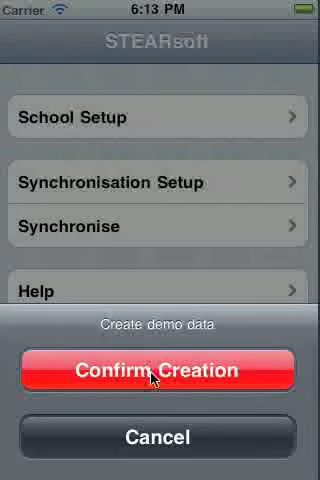 Carrier 6:13 PM
STEARsoft
School Setup
Synchronisation Setup
Synchronise
Help
Create demo data
Confirm Creation
Cancel